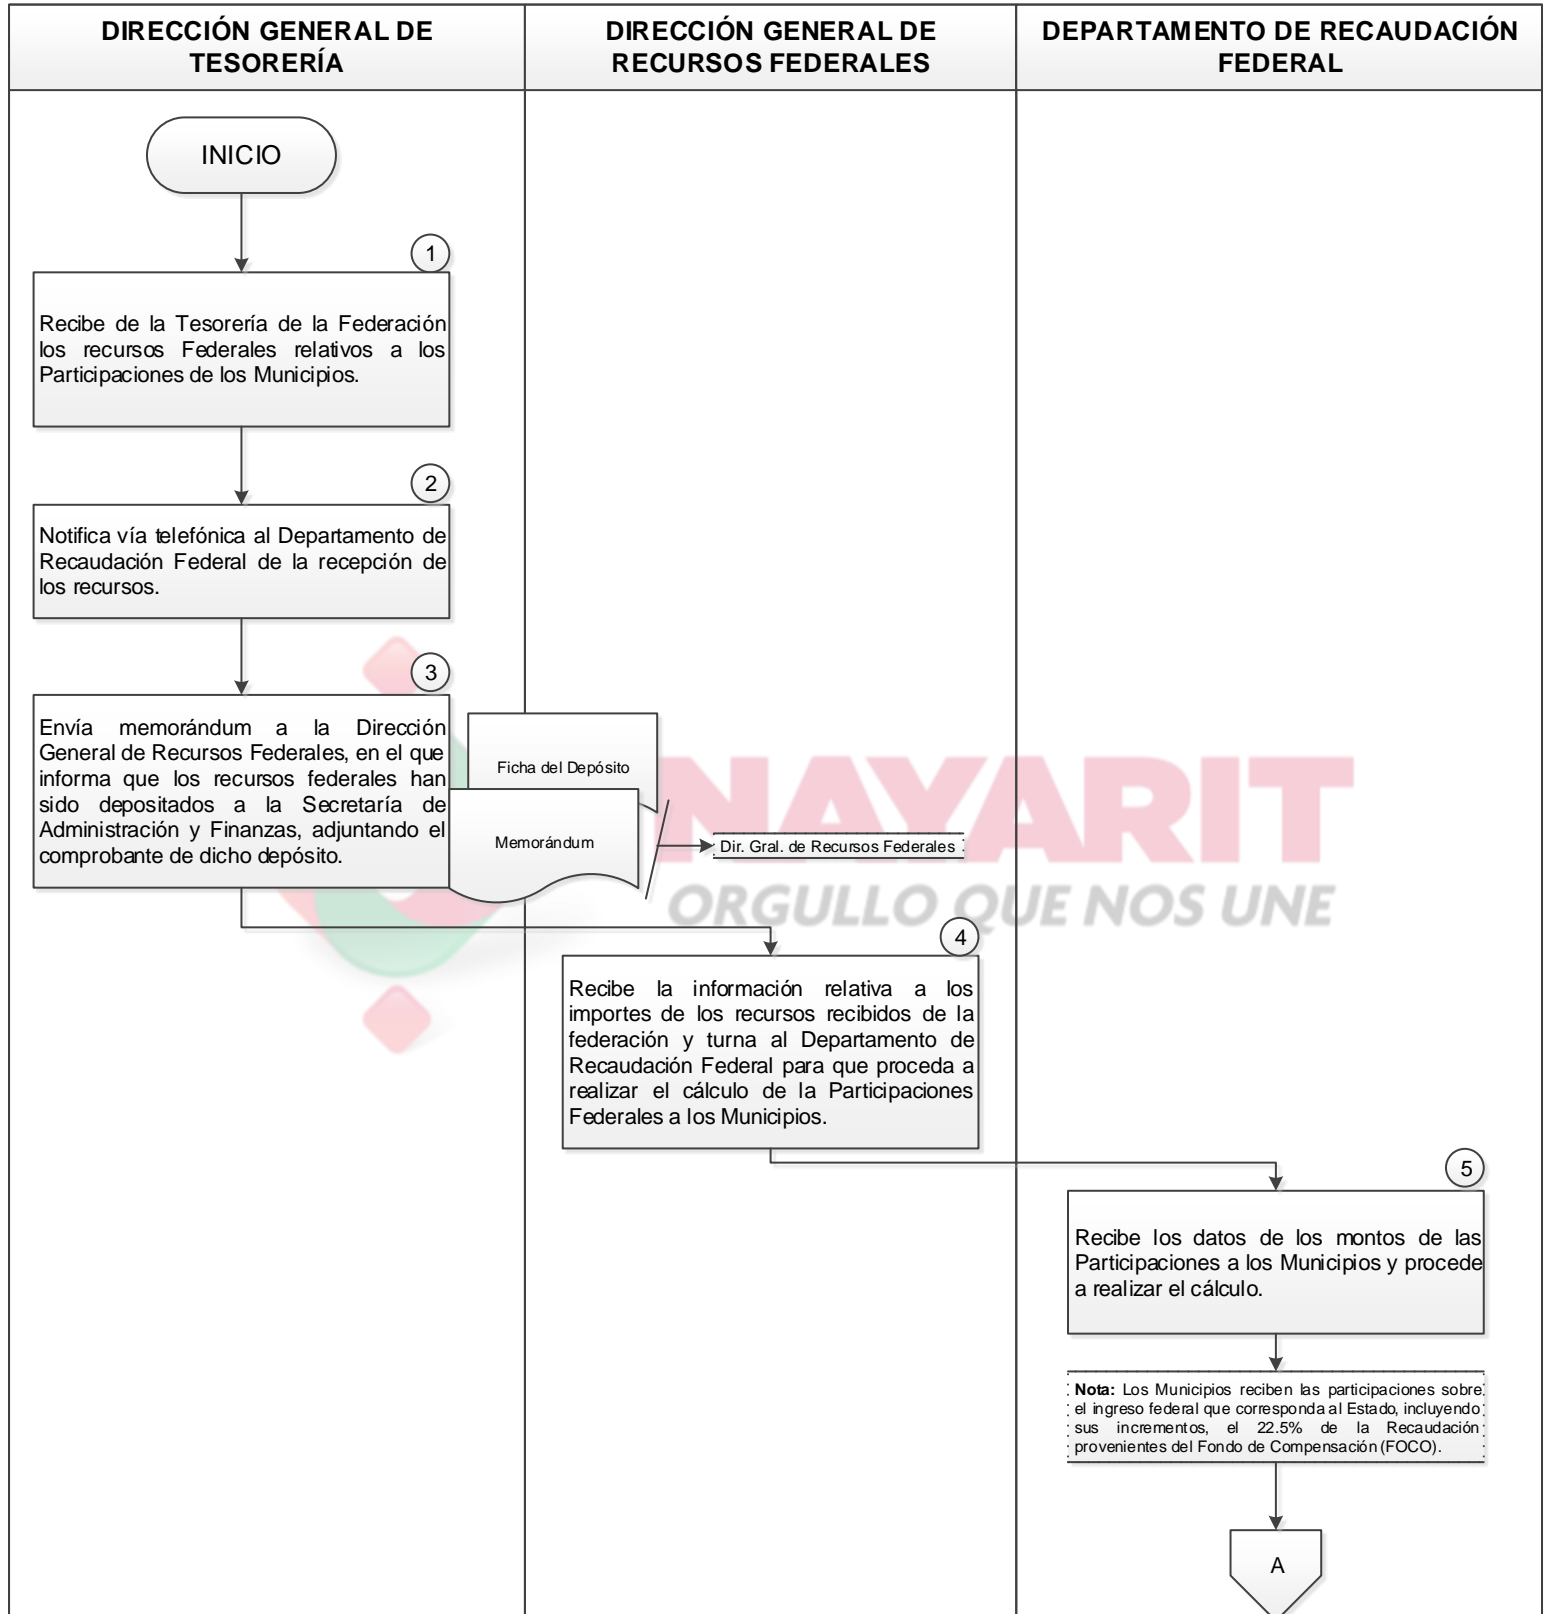 DIRECCIÓN GENERAL DE
TESORERÍA
DIRECCIÓN GENERAL DE
RECURSOS FEDERALES
DEPARTAMENTO DE RECAUDACIÓN
FEDERAL
INICIO
1
Recibe de la Tesorería de la Federación
los recursos Federales relativos a los
Participaciones de los Municipios.
2
Notifica vía telefónica al Departamento de
Recaudación Federal de la recepción de
los recursos.
3
Envía memorándum a la Dirección
General de Recursos Federales, en el que
informa que los recursos federales han
sido depositados a la Secretaría de
Administración y Finanzas, adjuntando el
comprobante de dicho depósito.
Ficha del Depósito
Memorándum
Dir. Gral. de Recursos Federales
NAYARIT
ORGULLO QUE NOS UNE
4
Recibe la información relativa a los
importes de los recursos recibidos de la
federación y turna al Departamento de
Recaudación Federal para que proceda a
realizar el cálculo de la Participaciones
Federales a los Municipios.
5
Recibe los datos de los montos de las
Participaciones a los Municipios y procede
a realizar el cálculo.
Nota: Los Municipios reciben las participaciones sobre
el ingreso federal que corresponda al Estado, incluyendo
sus incrementos, el 22.5% de la Recaudación
provenientes del Fondo de Compensación (FOCO).
A